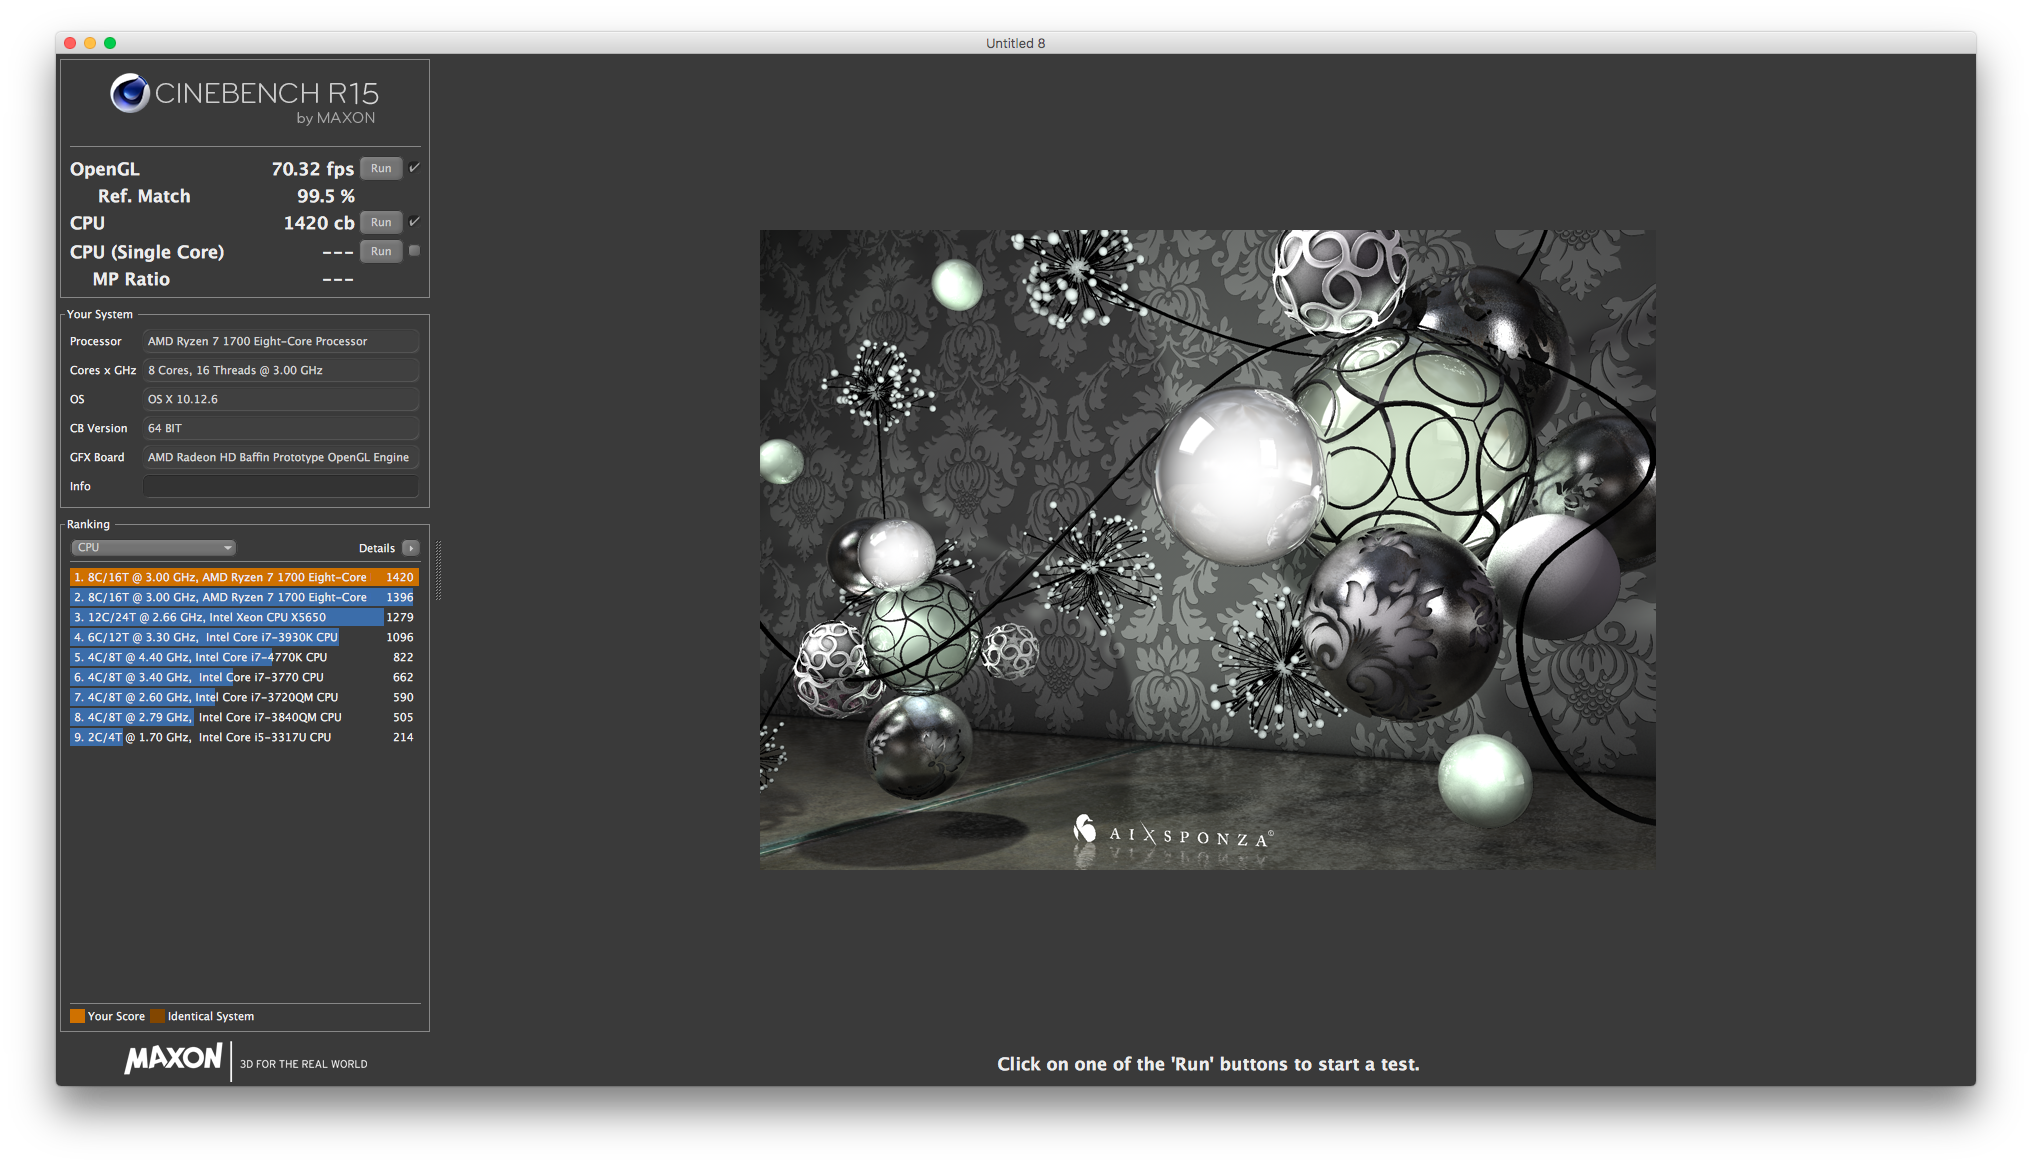 Untitled 8
CINEBENCH R15
by MAXON
OpenGL 70.32 fps Run
Ref. Match 99.5 %
CPU 1420 cb Run
CPU (Single Core) --- Run
MP Ratio ---
Your System
Processor AMD Ryzen 7 1700 Eight-Core Processor
Cores x GHz 8 Cores, 16 Threads @ 3.00 GHz
OS OS X 10.12.6
CB Version 64 BIT
GFX Board AMD Radeon HD Baffin Prototype OpenGL Engine
Info
Ranking
CPU Details
1. 8C/16T @ 3.00 GHz, AMD Ryzen 7 1700 Eight-Core 1420
2. 8C/16T @ 3.00 GHz, AMD Ryzen 7 1700 Eight-Core 1396
3. 12C/24T @ 2.66 GHz, Intel Xeon CPU X5650 1279
4. 6C/12T @ 3.30 GHz, Intel Core i7-3930K CPU 1096
5. 4C/8T @ 4.40 GHz, Intel Core i7-4770K CPU 822
6. 4C/8T @ 3.40 GHz, Intel Core i7-3770 CPU 662
7. 4C/8T @ 2.60 GHz, Intel Core i7-3720QM CPU 590
8. 4C/8T @ 2.79 GHz, Intel Core i7-3840QM CPU 505
9. 2C/4T @ 1.70 GHz, Intel Core i5-3317U CPU 214
AIXSPONZA©
Your Score Identical System
MAXON 3D FOR THE REAL WORLD
Click on one of the 'Run' buttons to start a test.